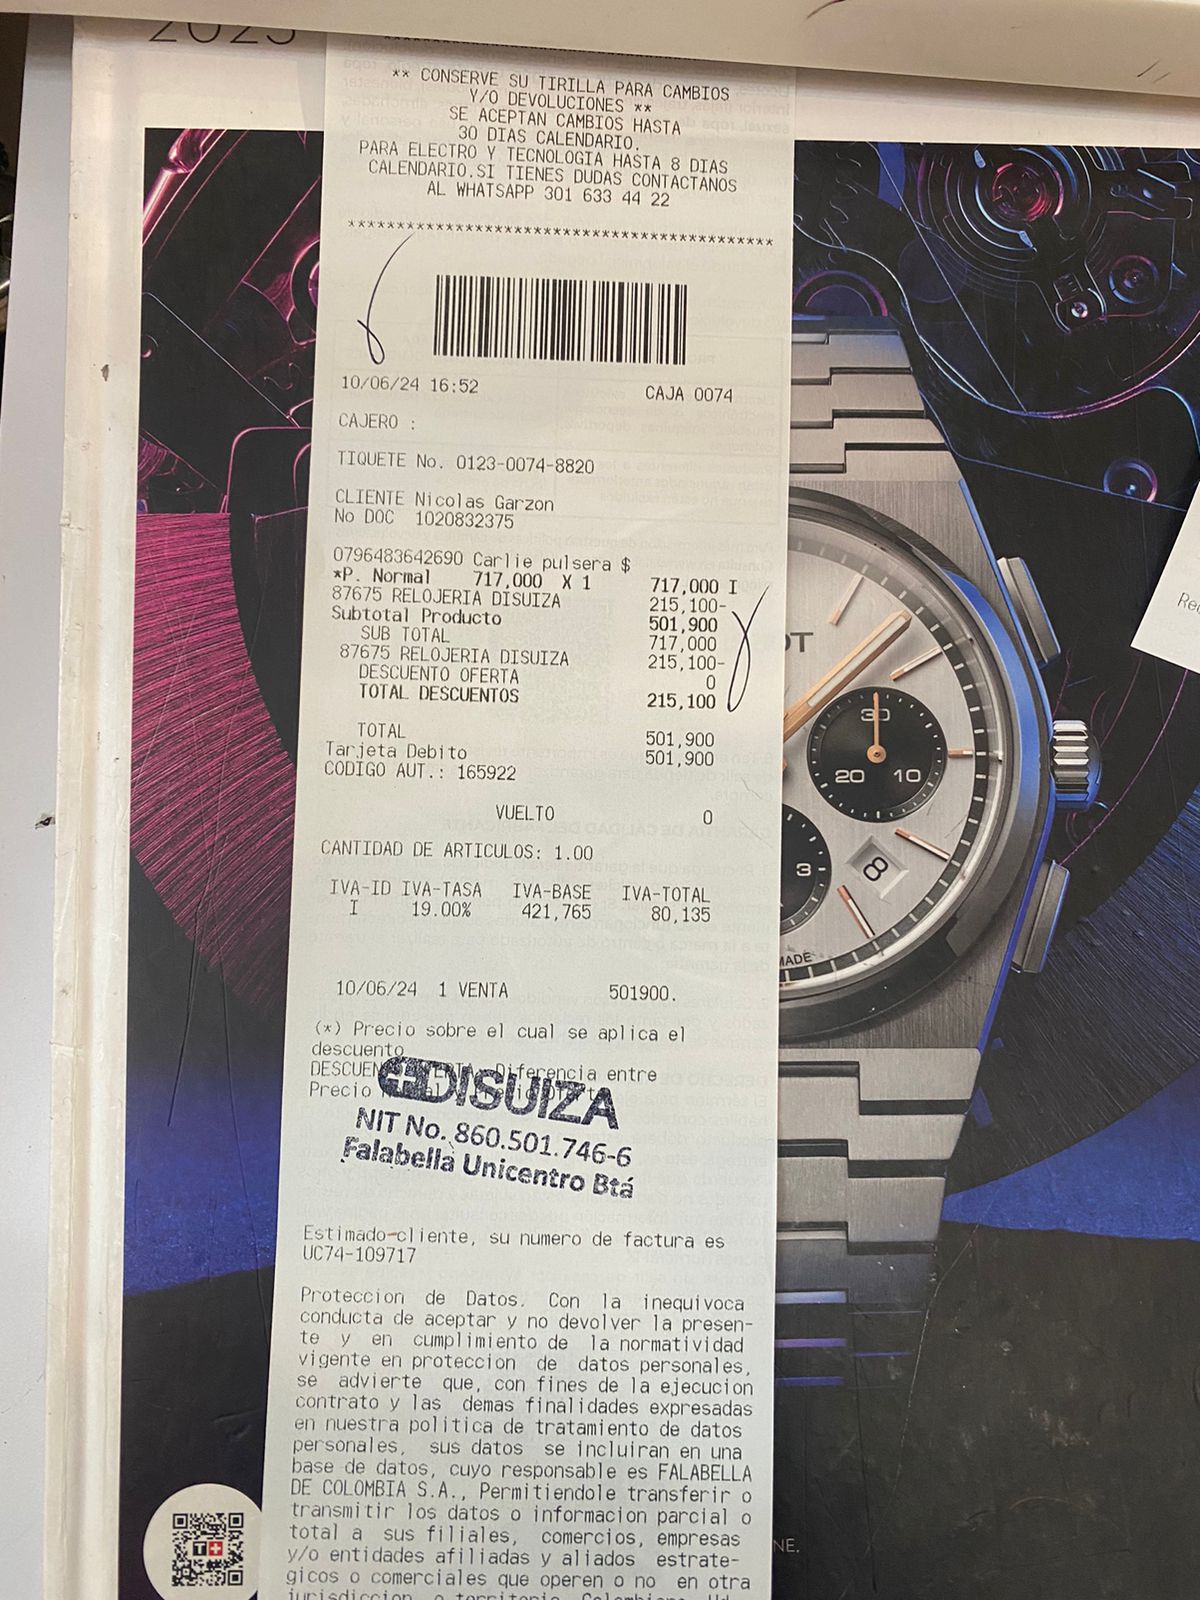 2023
** CONSERVE SU TIRILLA PARA CAMBIOS
Y/O DEVOLUCIONES **
SE ACEPTAN CAMBIOS HASTA
30 DIAS CALENDARIO.
PARA ELECTRO Y TECNOLOGIA HASTA 8 DIAS
CALENDARIO.SI TIENES DUDAS CONTACTANOS
AL WHATSAPP 301 633 44 22
******************************************
10/06/24 16:52 CAJA 0074
CAJERO :
TIQUETE No. 0123-0074-8820
CLIENTE Nicolas Garzon
No DOC 1020832375
0796483642690 Carlie pulsera $
*P. Normal 717,000 X 1 717,000 I
87675 RELOJERIA DISUIZA 215,100-
Subtotal Producto 501,900
SUB TOTAL 717,000
87675 RELOJERIA DISUIZA 215,100-
DESCUENTO OFERTA 0
TOTAL DESCUENTOS 215,100
TOTAL 501,900
Tarjeta Debito 501,900
CODIGO AUT.: 165922
VUELTO 0
CANTIDAD DE ARTICULOS: 1.00
IVA-ID IVA-TASA IVA-BASE IVA-TOTAL
I 19.00% 421,765 80,135
10/06/24 1 VENTA 501900.
(*) Precio sobre el cual se aplica el
descuento
Diferencia entre
Precio
DISUIZA
NIT No. 860.501.746-6
Falabella Unicentro Btá
Estimado cliente, su numero de factura es
UC74-109717
Proteccion de Datos. Con la inequivoca
conducta de aceptar y no devolver la presen-
te y en cumplimiento de la normatividad
vigente en proteccion de datos personales,
se advierte que, con fines de la ejecucion
contrato y las demas finalidades expresadas
en nuestra politica de tratamiento de datos
personales, sus datos se incluiran en una
base de datos, cuyo responsable es FALABELLA
DE COLOMBIA S.A., Permitiendole transferir o
transmitir los datos o informacion parcial o
total a sus filiales, comercios, empresas
y/o entidades afiliadas y aliados estrate-
gicos o comerciales que operen o no en otra
jurisdiccion o territorio
OT
30
20 10
3
8
MADE
NE.
T+